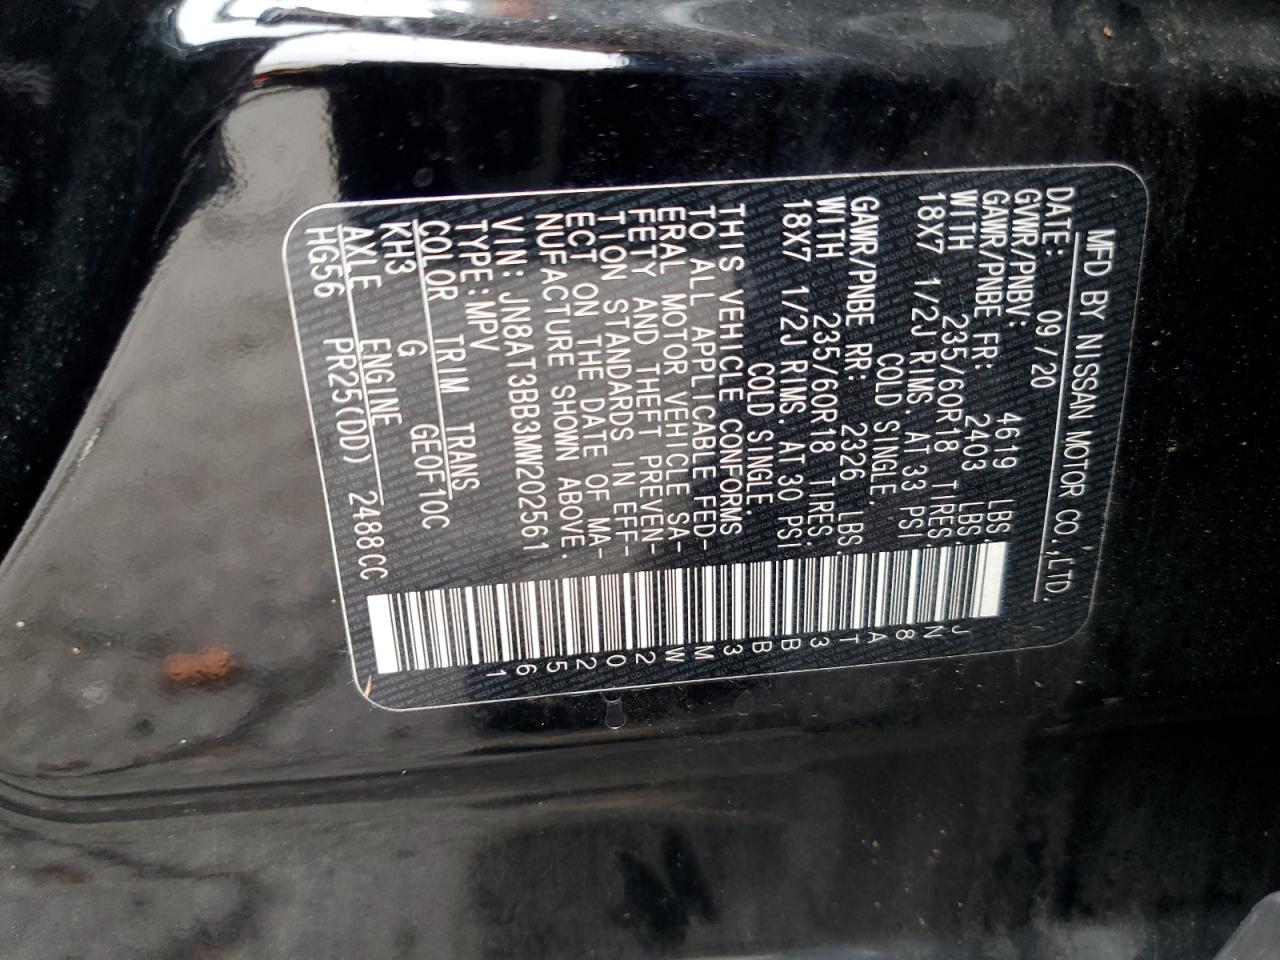 MFD BY NISSAN MOTOR CO.,LTD.
DATE: 09/20
GVWR/PNBV: 4619 LBS.
GAWR/PNBE FR: 2403 LBS.
WITH 235/60R18 TIRES.
18X7 1/2J RIMS. AT 33 PSI
COLD SINGLE.
GAWR/PNBE RR: 2326 LBS.
WITH 235/60R18 TIRES.
18X7 1/2J RIMS. AT 30 PSI
COLD SINGLE.
THIS VEHICLE CONFORMS
TO ALL APPLICABLE FED-
ERAL MOTOR VEHICLE SA-
FETY AND THEFT PREVEN-
TION STANDARDS IN EFF-
ECT ON THE DATE OF MA-
NUFACTURE SHOWN ABOVE.
VIN: JN8AT3BB3MW202561
TYPE:MPV
COLOR TRIM TRANS
KH3 G GE0F10C
AXLE ENGINE
HG56 PR25(DD) 2488CC
JN8AT3BB3MW202561